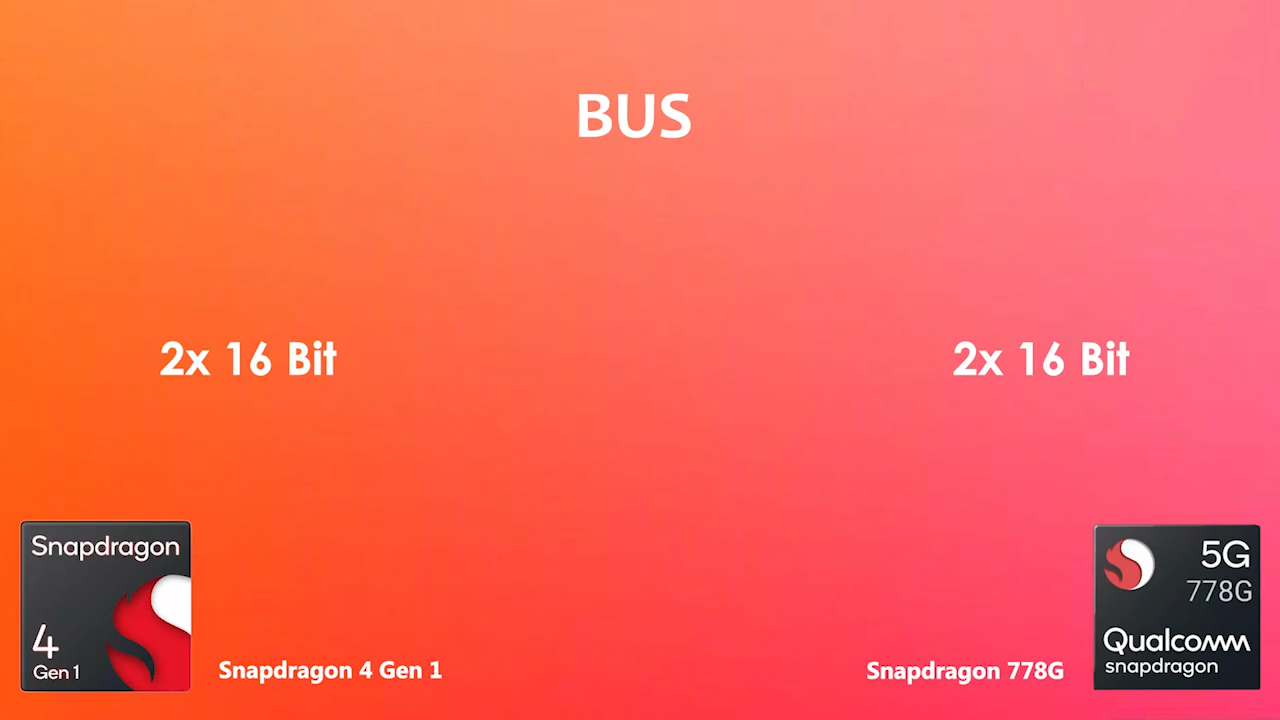 BUS
2x 16 Bit
2x 16 Bit
Snapdragon
4
Gen 1
Snapdragon 4 Gen 1
Snapdragon 778G
5G
778G
Qualcomm
snapdragon